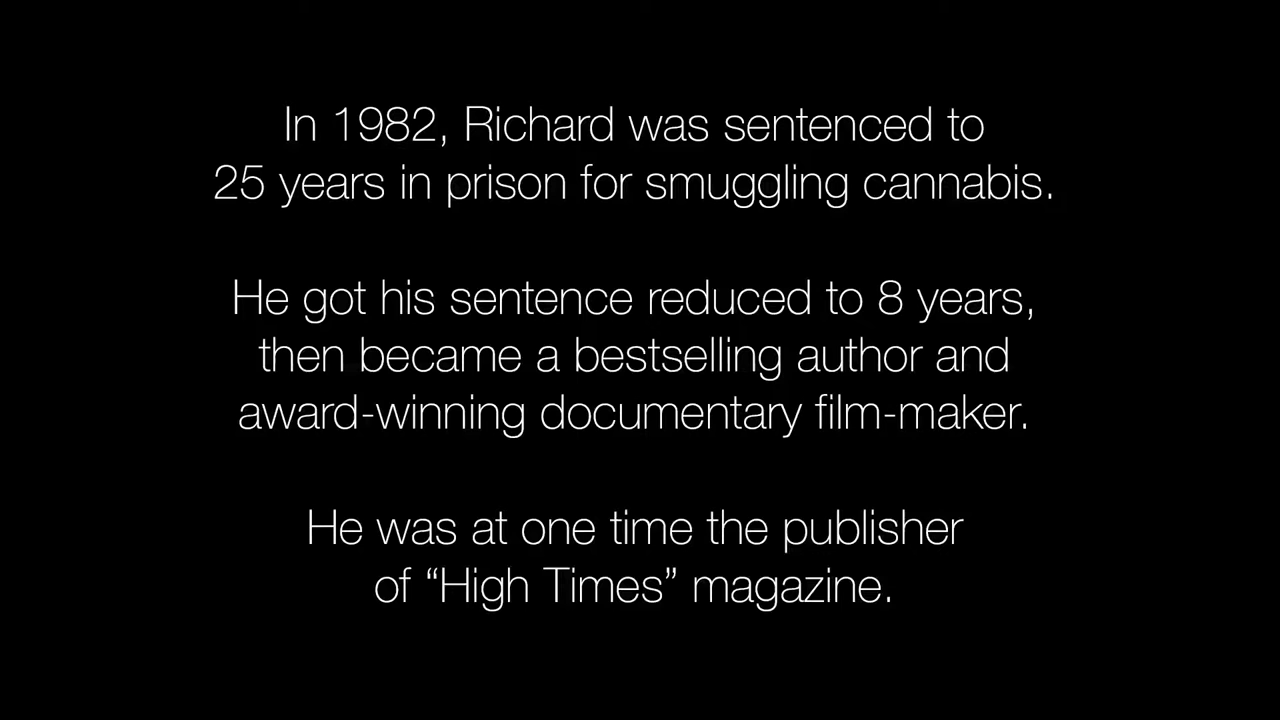 In 1982, Richard was sentenced to
25 years in prison for smuggling cannabis.
He got his sentence reduced to 8 years,
then became a bestselling author and
award-winning documentary film-maker.
He was at one time the publisher
of “High Times” magazine.